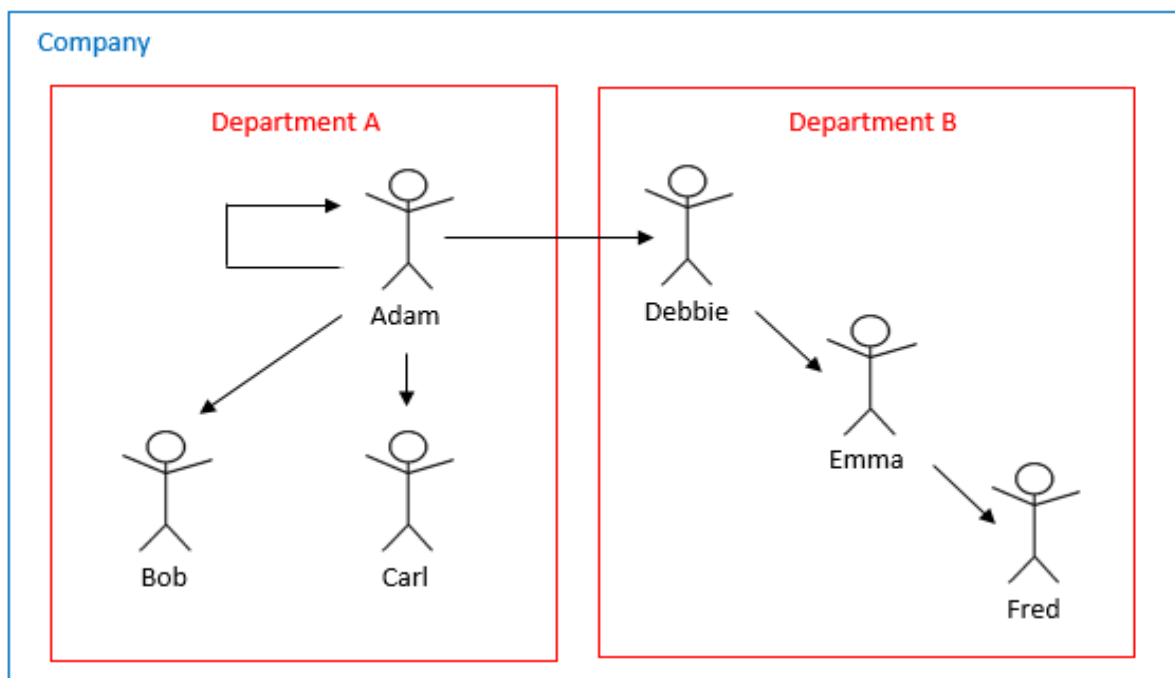 Company
Department A
Department B
Adam
Debbie
Emma
Bob
Carl
Fred